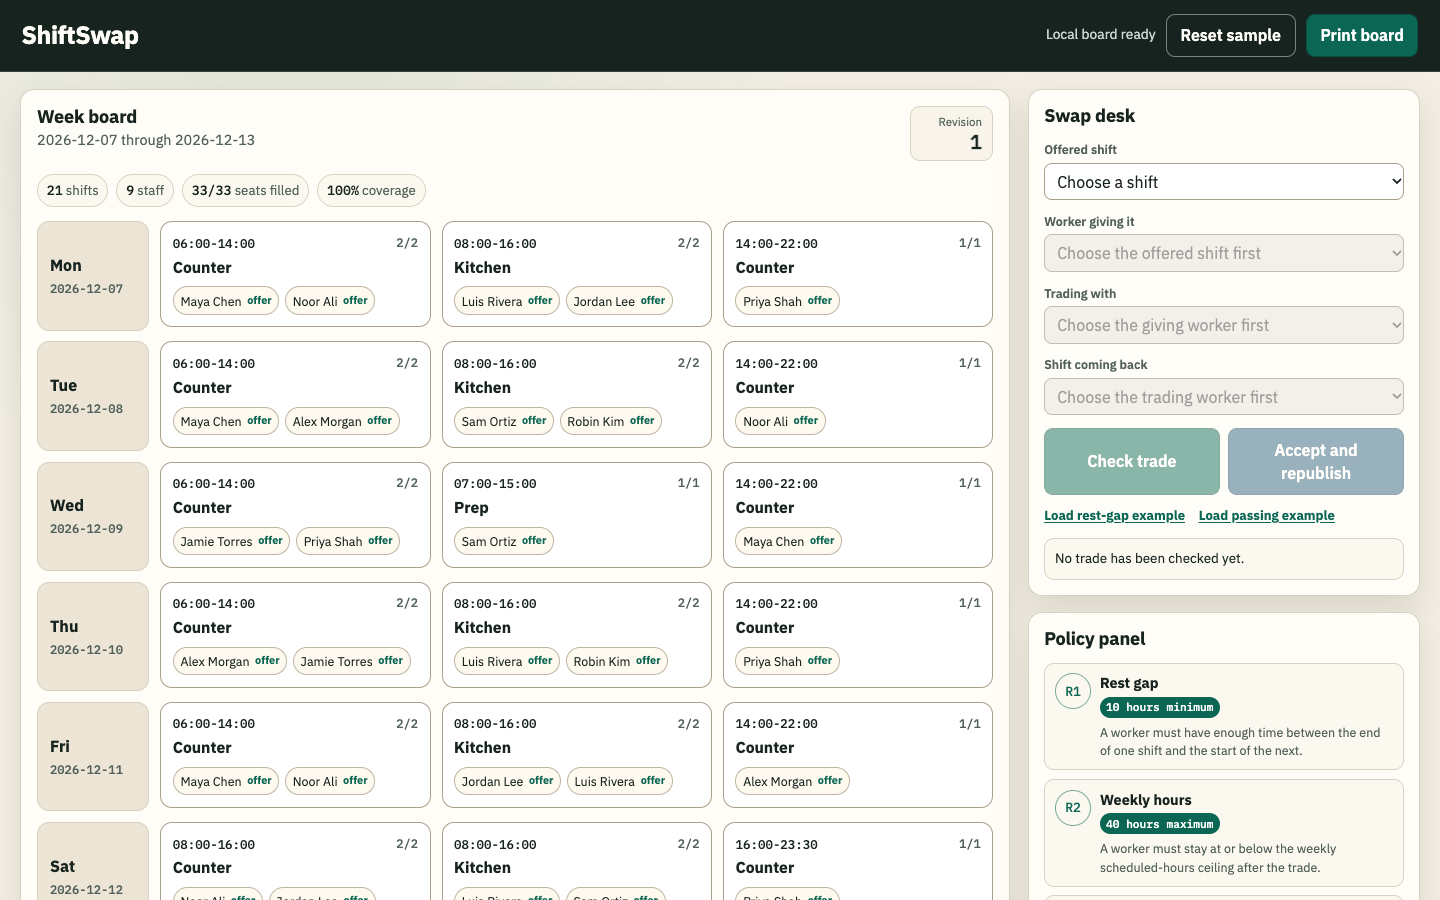 ShiftSwap
Local board ready
Reset sample
Print board
Week board
2026-12-07 through 2026-12-13
Revision
1
21 shifts
9 staff
33/33 seats filled
100% coverage
Mon
2026-12-07
06:00-14:00 2/2
Counter
Maya Chen offer
Noor Ali offer
08:00-16:00 2/2
Kitchen
Luis Rivera offer
Jordan Lee offer
14:00-22:00 1/1
Counter
Priya Shah offer
Tue
2026-12-08
06:00-14:00 2/2
Counter
Maya Chen offer
Alex Morgan offer
08:00-16:00 2/2
Kitchen
Sam Ortiz offer
Robin Kim offer
14:00-22:00 1/1
Counter
Noor Ali offer
Wed
2026-12-09
06:00-14:00 2/2
Counter
Jamie Torres offer
Priya Shah offer
07:00-15:00 1/1
Prep
Sam Ortiz offer
14:00-22:00 1/1
Counter
Maya Chen offer
Thu
2026-12-10
06:00-14:00 2/2
Counter
Alex Morgan offer
Jamie Torres offer
08:00-16:00 2/2
Kitchen
Luis Rivera offer
Robin Kim offer
14:00-22:00 1/1
Counter
Priya Shah offer
Fri
2026-12-11
06:00-14:00 2/2
Counter
Maya Chen offer
Noor Ali offer
08:00-16:00 2/2
Kitchen
Jordan Lee offer
Luis Rivera offer
14:00-22:00 1/1
Counter
Alex Morgan offer
Sat
2026-12-12
08:00-16:00 2/2
Counter
08:00-16:00 2/2
Kitchen
16:00-23:30 1/1
Counter
Swap desk
Offered shift
Choose a shift
Worker giving it
Choose the offered shift first
Trading with
Choose the giving worker first
Shift coming back
Choose the trading worker first
Check trade
Accept and
republish
Load rest-gap example
Load passing example
No trade has been checked yet.
Policy panel
R1
Rest gap
10 hours minimum
A worker must have enough time between the end
of one shift and the start of the next.
R2
Weekly hours
40 hours maximum
A worker must stay at or below the weekly
scheduled-hours ceiling after the trade.